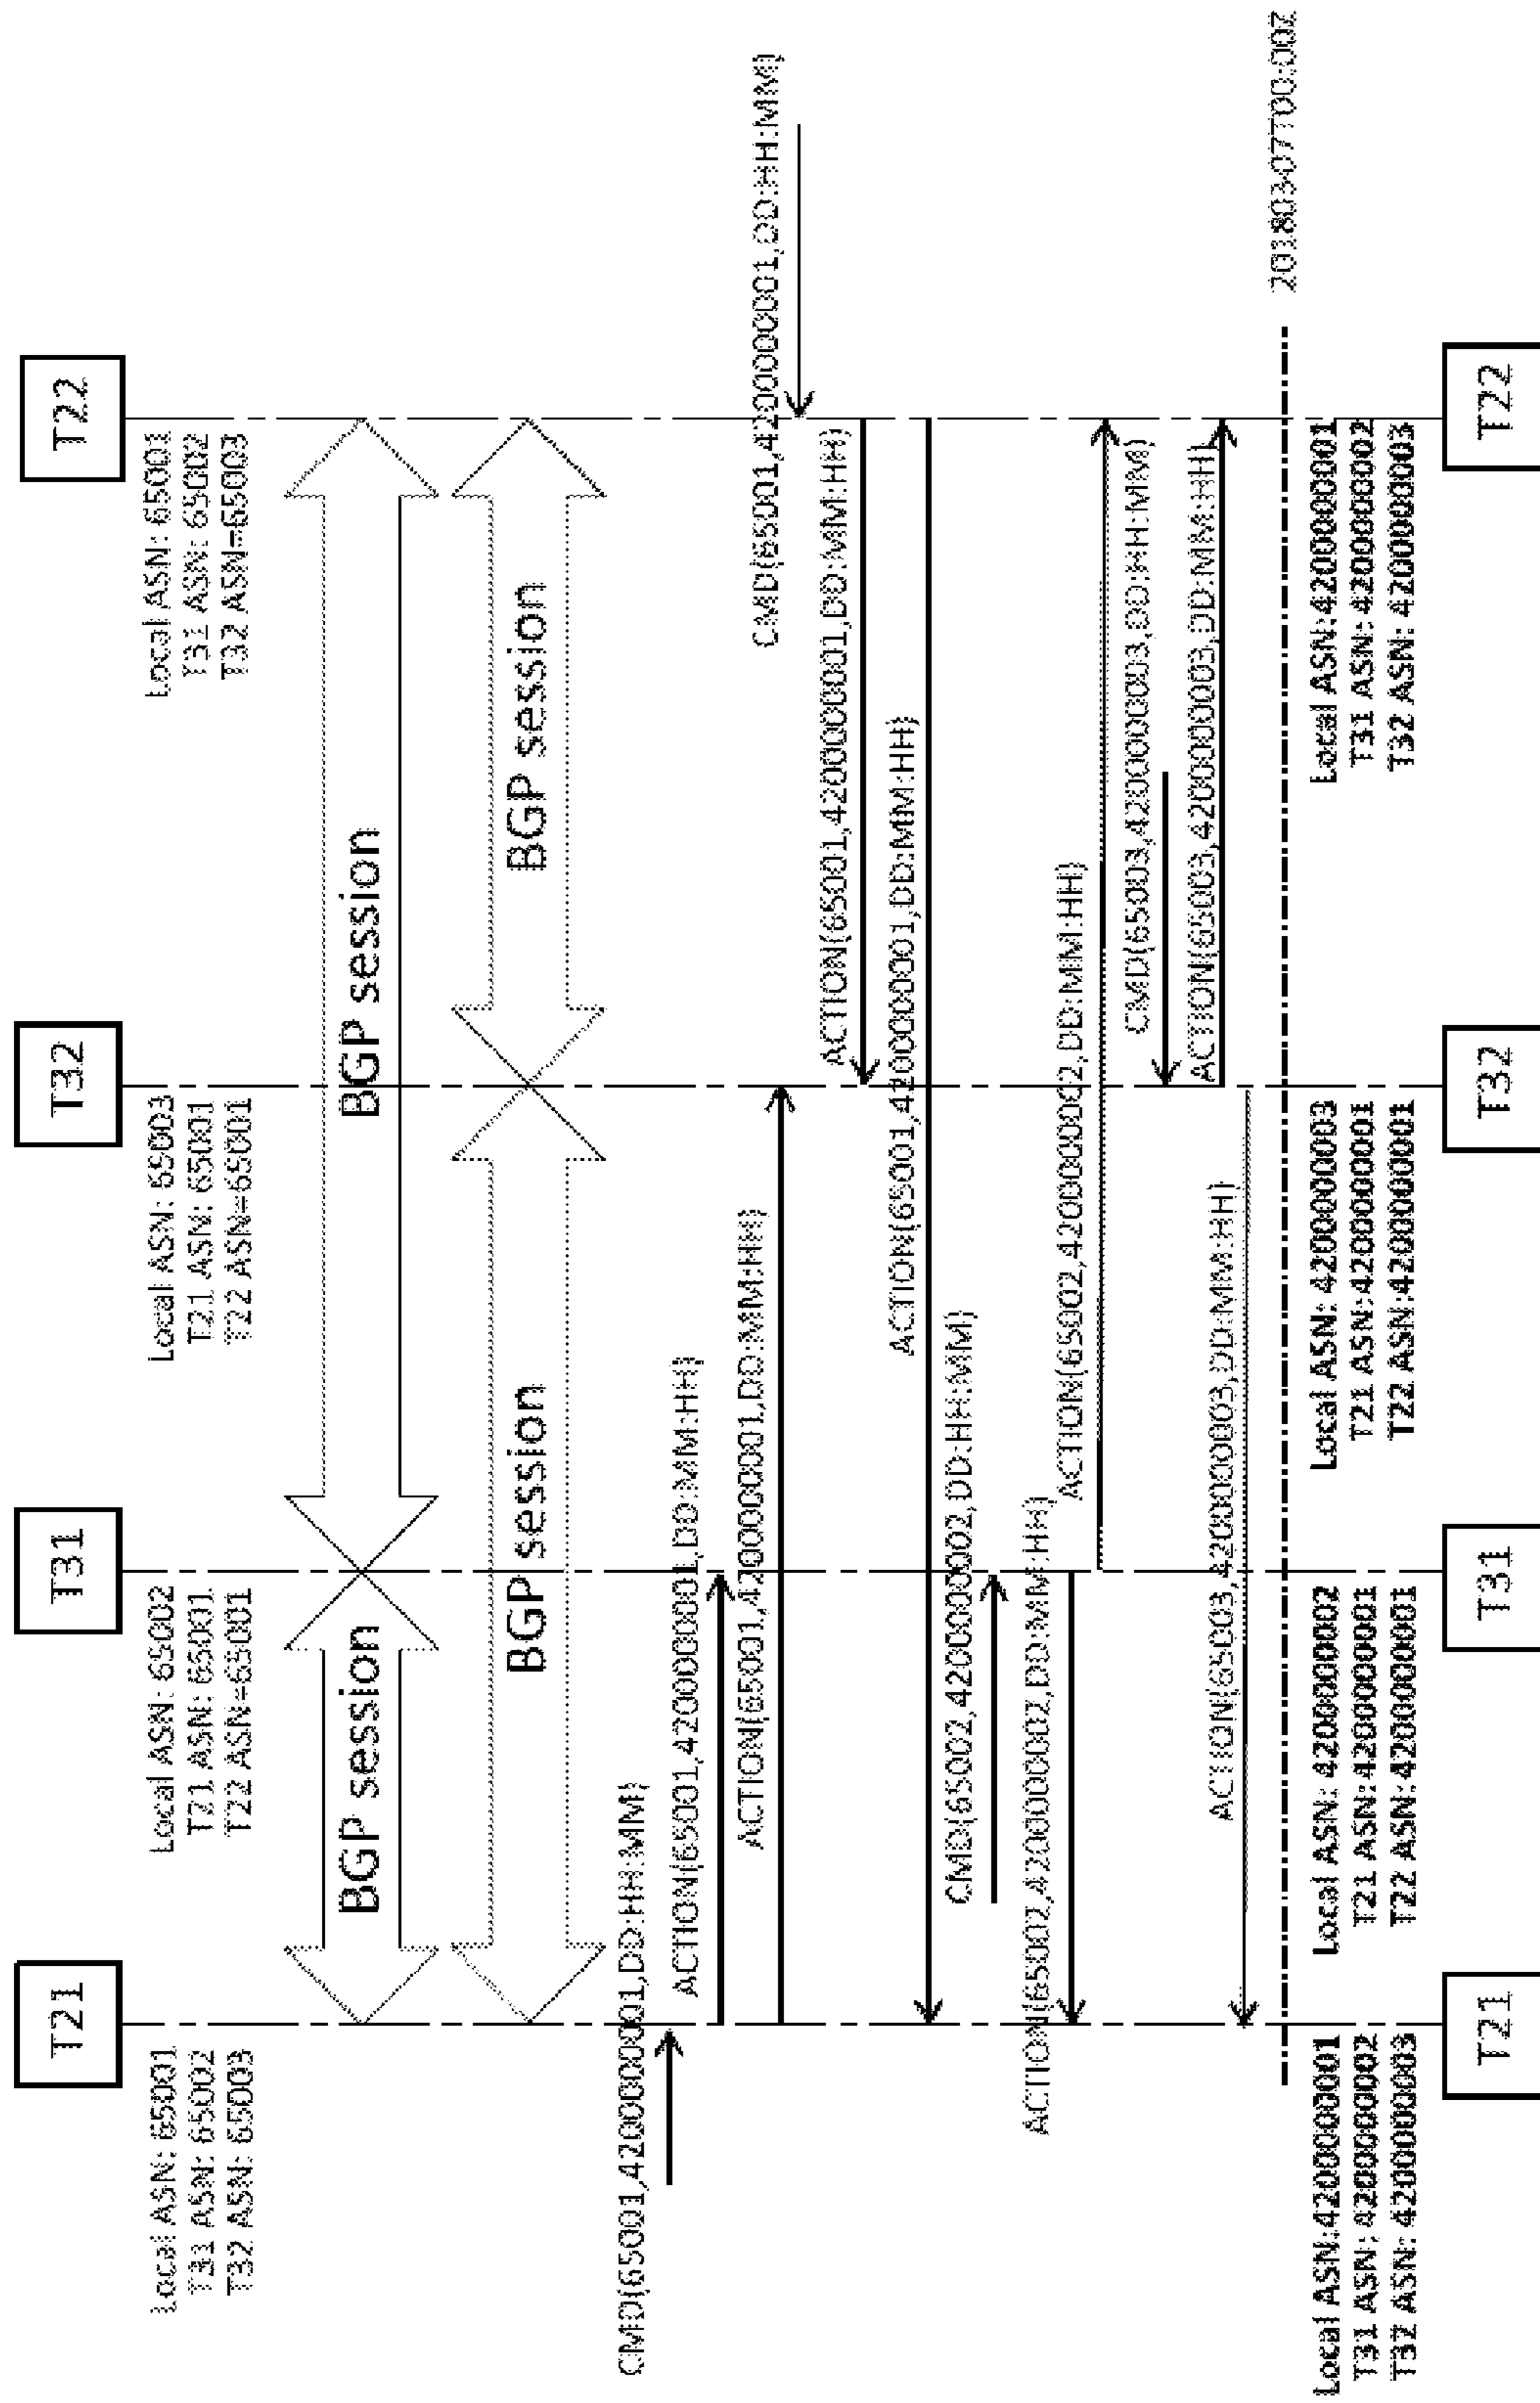 T21
T31
T32
T22
Local ASN: 65001
T31 ASN: 65002
T32 ASN: 65003
Local ASN: 65002
T21 ASN: 65001
T22 ASN=65001
Local ASN: 65003
T21 ASN: 65001
T22 ASN=65001
Local ASN: 65001
T31 ASN: 65002
T32 ASN=65003
BGP session
BGP session
BGP session
BGP session
CMD(65001,4200000001,DD:HH:MM)
ACTION(65001,4200000001,DD:MM:HH)
ACTION(65001,4200000001,DD:MM:HH)
CMD(65001,4200000001,DD:HH:MM)
ACTION(65001,4200000001,DD:MM:HH)
ACTION(65001,4200000001,DD:MM:HH)
CMD(65002,4200000002,DD:HH:MM)
ACTION(65002,4200000002,DD:MM:HH)
ACTION(65002,4200000002,DD:MM:HH)
CMD(65003,4200000003,DD:HH:MM)
ACTION(65003,4200000003,DD:MM:HH)
ACTION(65003,4200000003,DD:MM:HH)
20180307T00:00Z
Local ASN:4200000001
T31 ASN: 4200000002
T32 ASN: 4200000003
Local ASN: 4200000002
T21 ASN:4200000001
T22 ASN:4200000001
Local ASN: 4200000003
T21 ASN:4200000001
T22 ASN:4200000001
Local ASN:4200000001
T31 ASN: 4200000002
T32 ASN: 4200000003
T21
T31
T32
T22